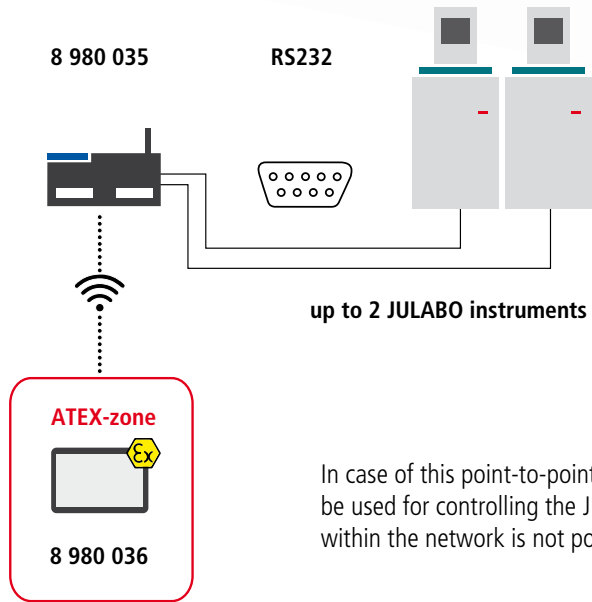 8 980 035
RS232
up to 2 JULABO instruments
ATEX-zone
Ex
8 980 036
In case of this point-to-point
be used for controlling the J
within the network is not po